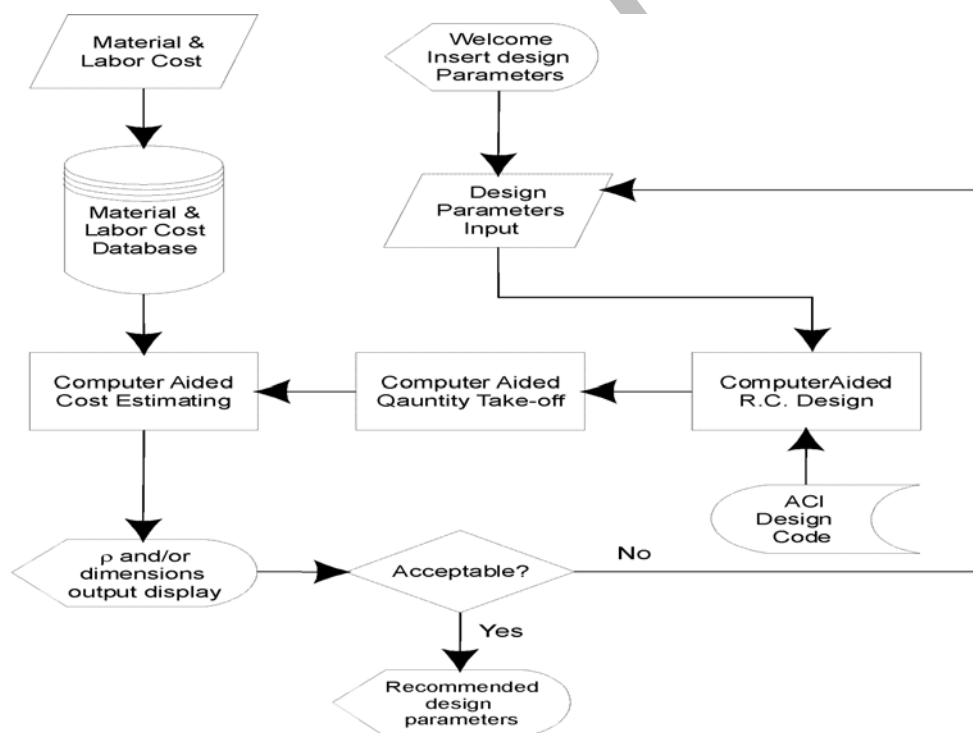 Material &
Labor Cost
Welcome
Insert design
Parameters
Material &
Labor Cost
Database
Design
Parameters
Input
Computer Aided
Cost Estimating
Computer Aided
Qauntity Take-off
ComputerAided
R.C. Design
ACI
Design
Code
ρ and/or
dimensions
output display
Acceptable?
No
Yes
Recommended
design
parameters